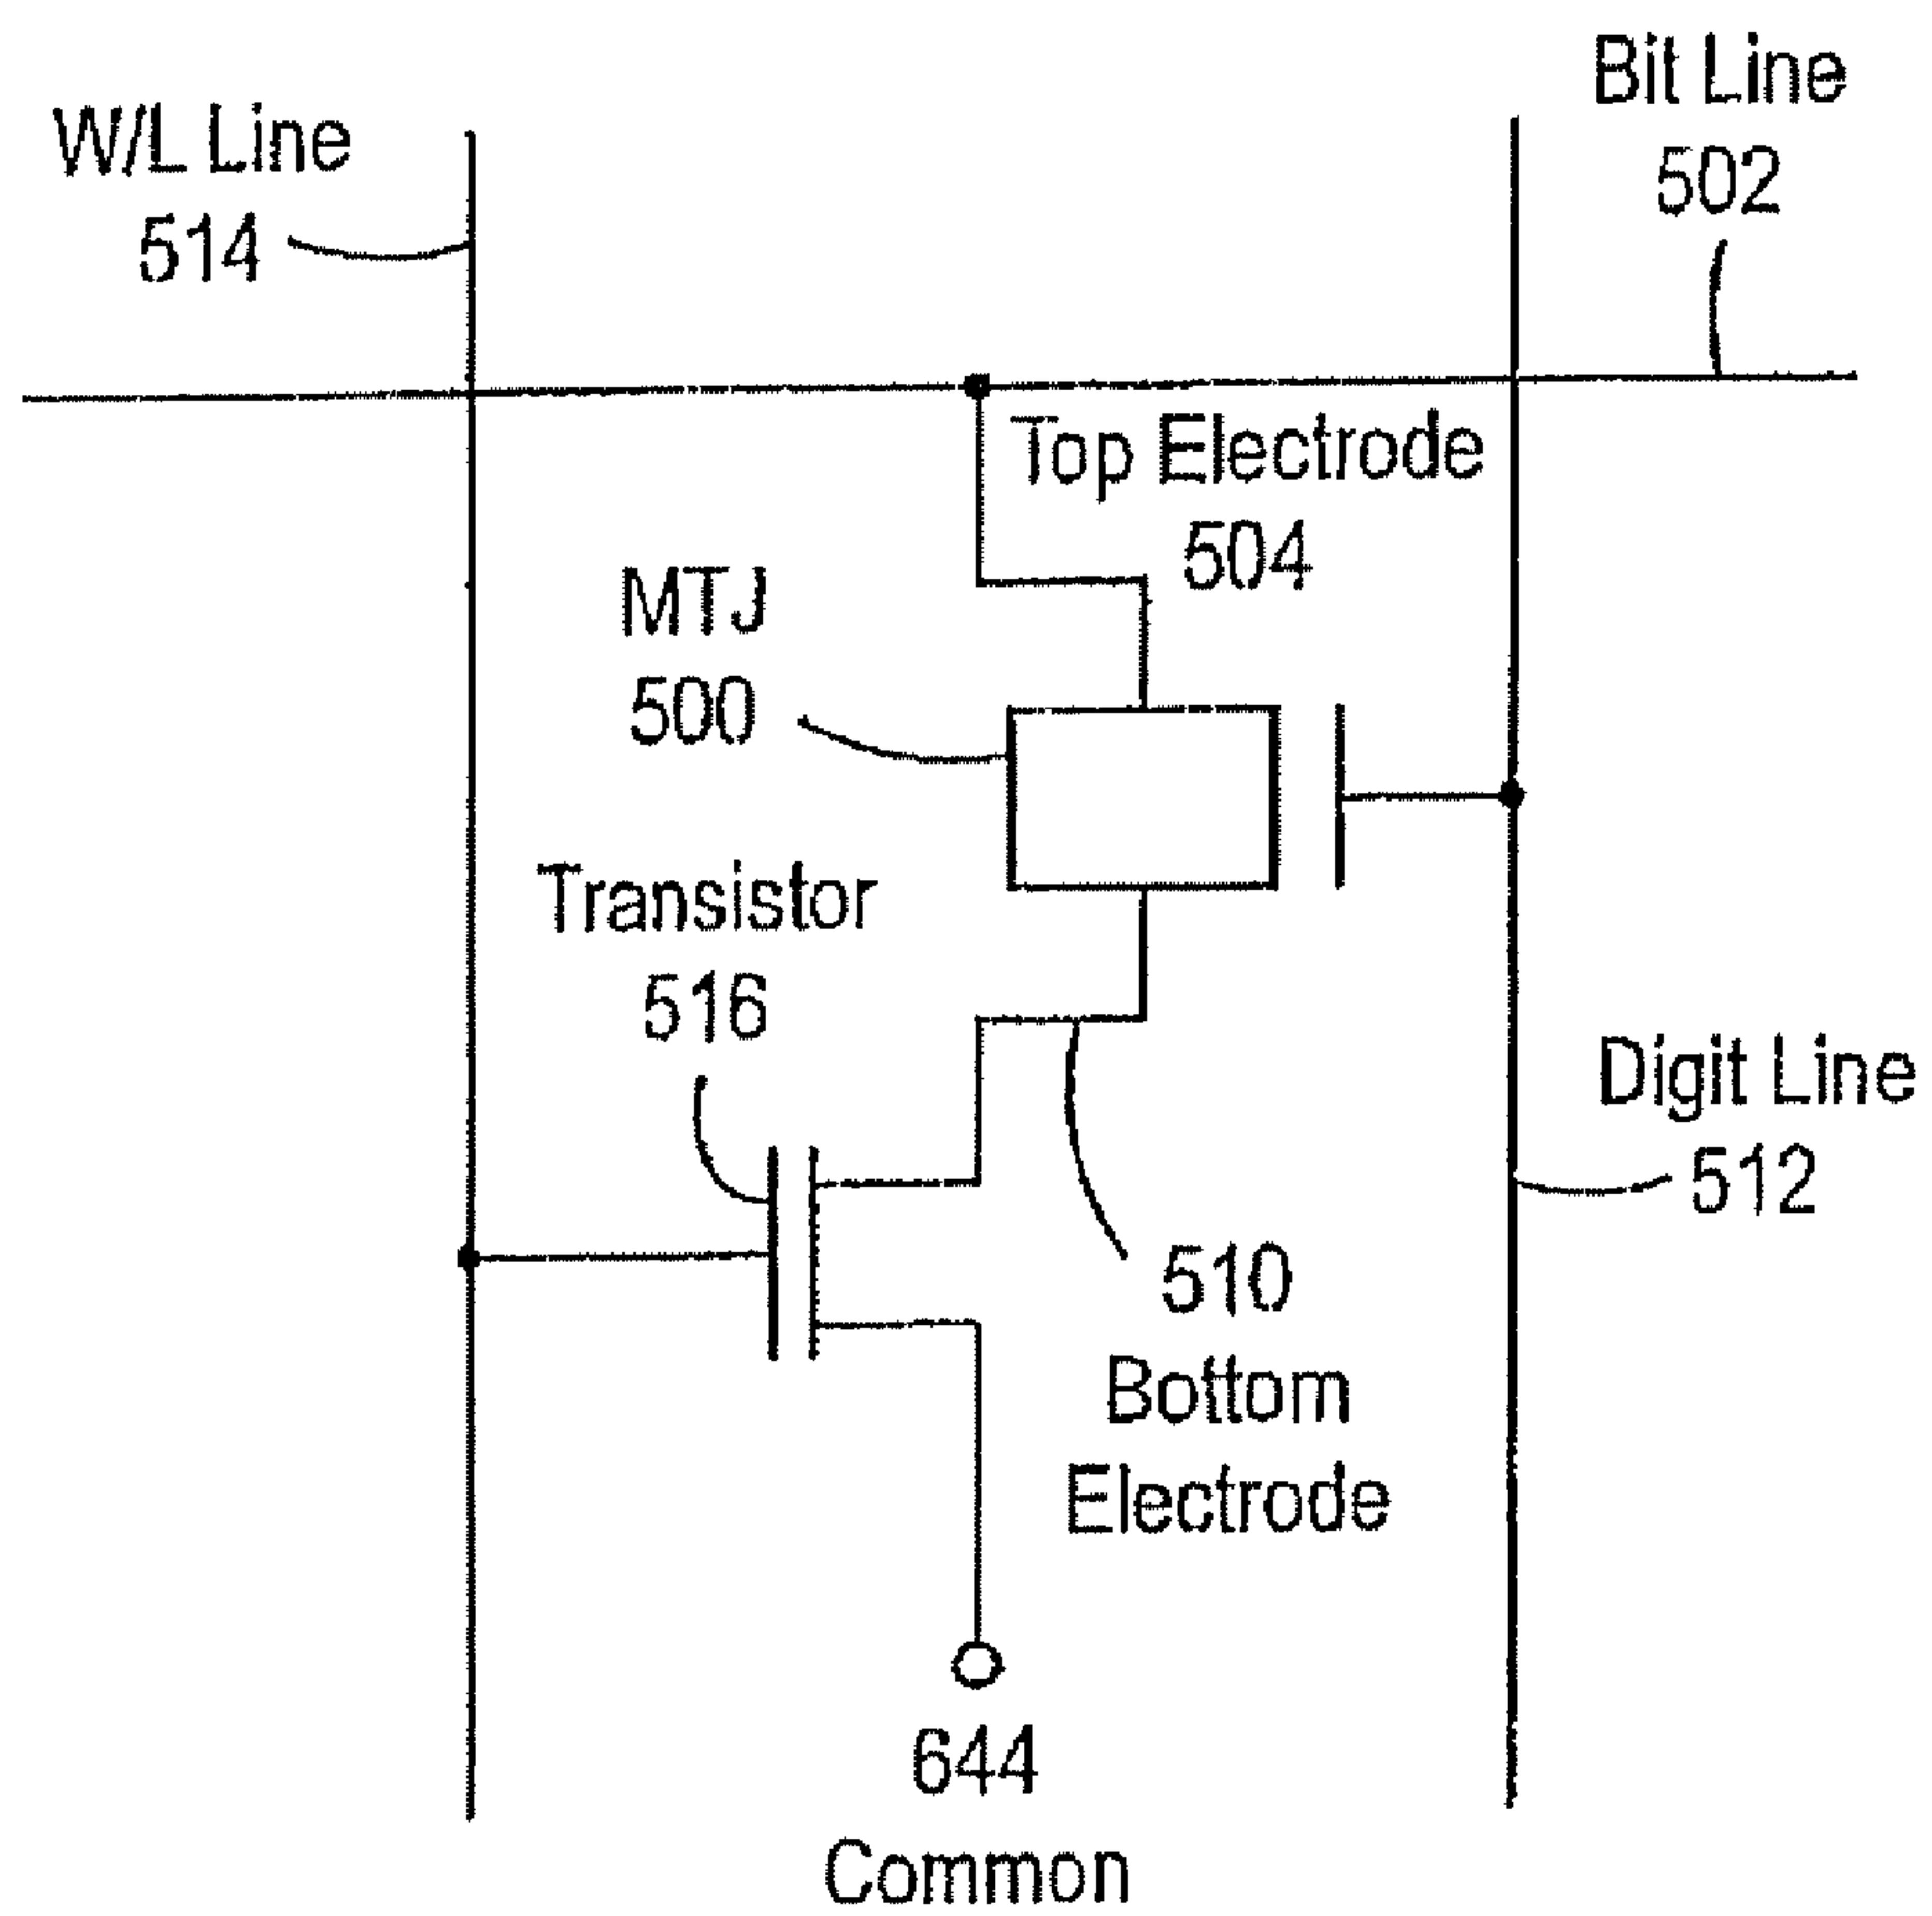 Bit Line
502
W/L Line
514
Top Electrode
504
MTJ
500
Transistor
516
Digit Line
512
510
Bottom
Electrode
644
Common